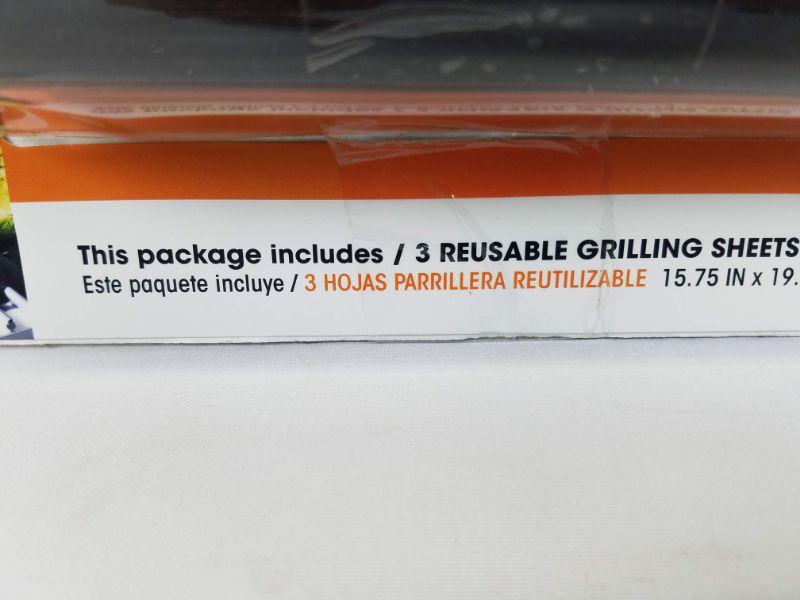 This package includes / 3 REUSABLE GRILLING SHEETS
Este paquete incluye / 3 HOJAS PARRILLERA REUTILIZABLE 15.75 IN x 19.